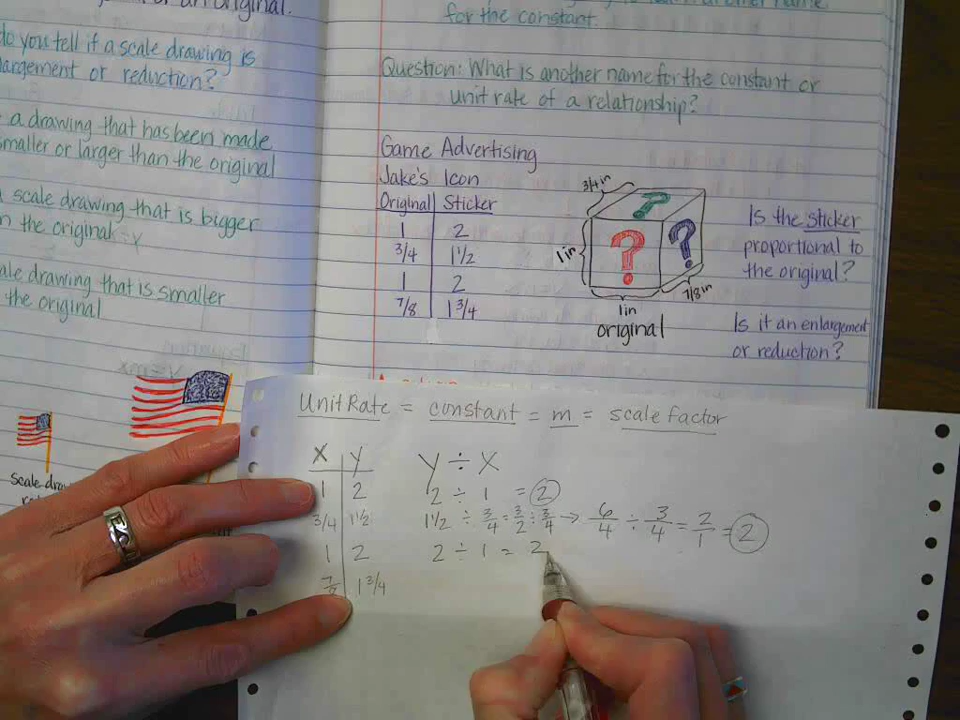 of an original.
do you tell if a scale drawing is
enlargement or reduction?
a drawing that has been made
smaller or larger than the original
scale drawing that is bigger
the original
drawing that is smaller
the original
for the constant.
Question: What is another name for the constant or
unit rate of a relationship?
Game Advertising
Jake's Icon
Original Sticker
1 2
3/4 1 1/2
1 2
7/8 1 3/4
3/4 in
?
? ?
1 in
7/8 in
1 in
original
Is the sticker
proportional to
the original?
Is it an enlargement
or reduction?
Scale
Unit Rate = constant = m = scale factor
X Y Y ÷ X
1 2 2 ÷ 1 = 2
3/4 1 1/2 1 1/2 ÷ 3/4 = 3/2 ÷ 3/4 → 6/4 ÷ 3/4 = 2/1 = 2
1 2 2 ÷ 1 = 2
1 3/4